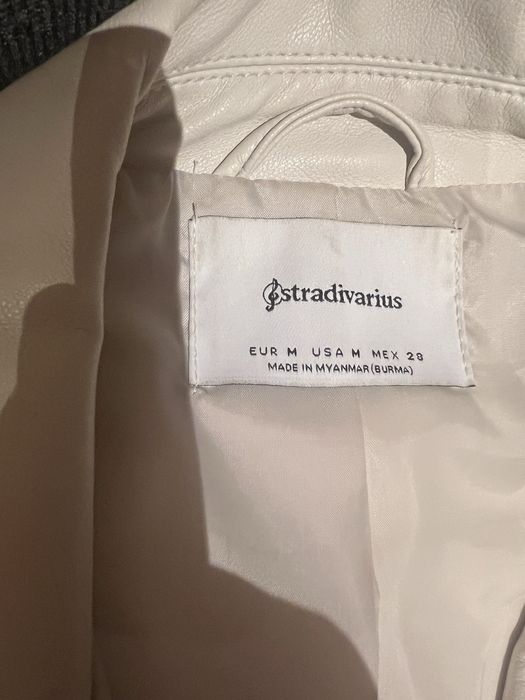 stradivarius
EUR M USA M MEX 28
MADE IN MYANMAR (BURMA)